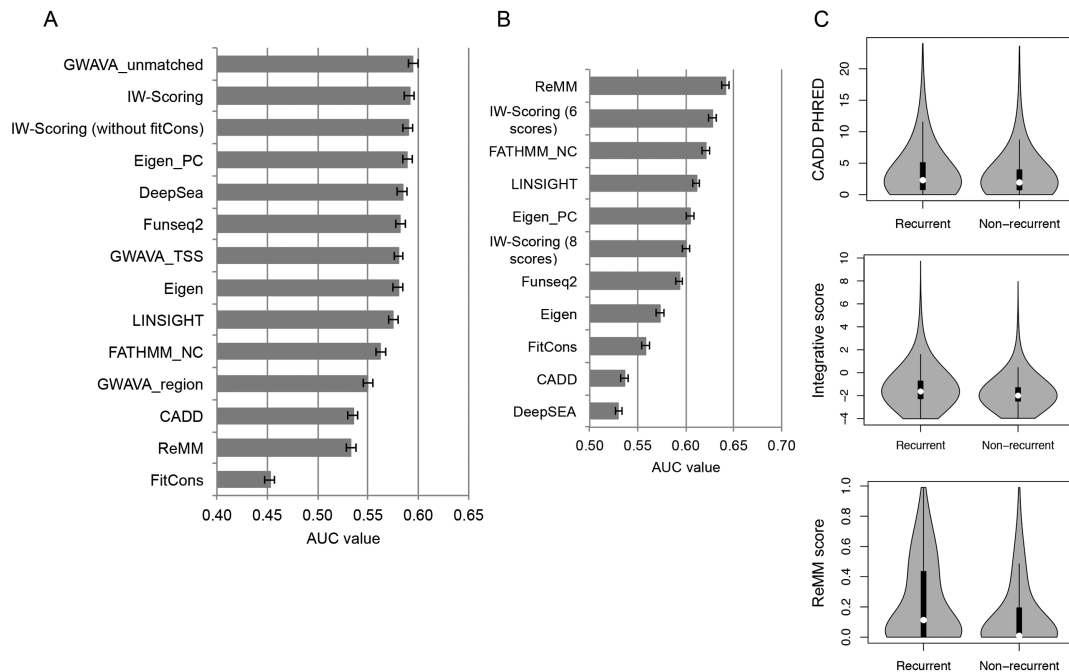 A
GWAVA_unmatched
IW-Scoring
IW-Scoring (without fitCons)
Eigen_PC
DeepSea
Funseq2
GWAVA_TSS
Eigen
LINSIGHT
FATHMM_NC
GWAVA_region
CADD
ReMM
FitCons
0.40 0.45 0.50 0.55 0.60 0.65
AUC value
B
ReMM
IW-Scoring (6
scores)
FATHMM_NC
LINSIGHT
Eigen_PC
IW-Scoring (8
scores)
Funseq2
Eigen
FitCons
CADD
DeepSEA
0.50 0.55 0.60 0.65 0.70
AUC value
C
CADD PHRED
20
15
10
5
0
Recurrent Non−recurrent
Integrative score
10
8
6
4
2
0
−2
−4
Recurrent Non−recurrent
ReMM score
1.0
0.8
0.6
0.4
0.2
0.0
Recurrent Non−recurrent